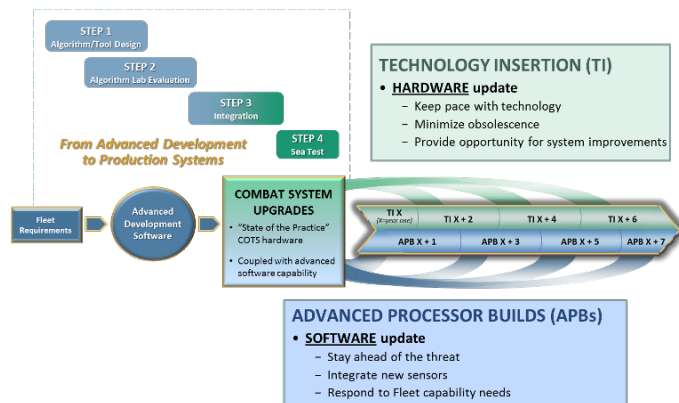 STEP 1
Algorithm/Tool Design
STEP 2
Algorithm Lab Evaluation
STEP 3
Integration
STEP 4
Sea Test
From Advanced Development
to Production Systems
Fleet
Requirements
Advanced
Development
Software
COMBAT SYSTEM
UPGRADES
• "State of the Practice"
COTS hardware
• Coupled with advanced
software capability
TECHNOLOGY INSERTION (TI)
• HARDWARE update
– Keep pace with technology
– Minimize obsolescence
– Provide opportunity for system improvements
TI X
(X=year one)
TI X + 2
TI X + 4
TI X + 6
APB X + 1
APB X + 3
APB X + 5
APB X + 7
ADVANCED PROCESSOR BUILDS (APBs)
• SOFTWARE update
– Stay ahead of the threat
– Integrate new sensors
– Respond to Fleet capability needs